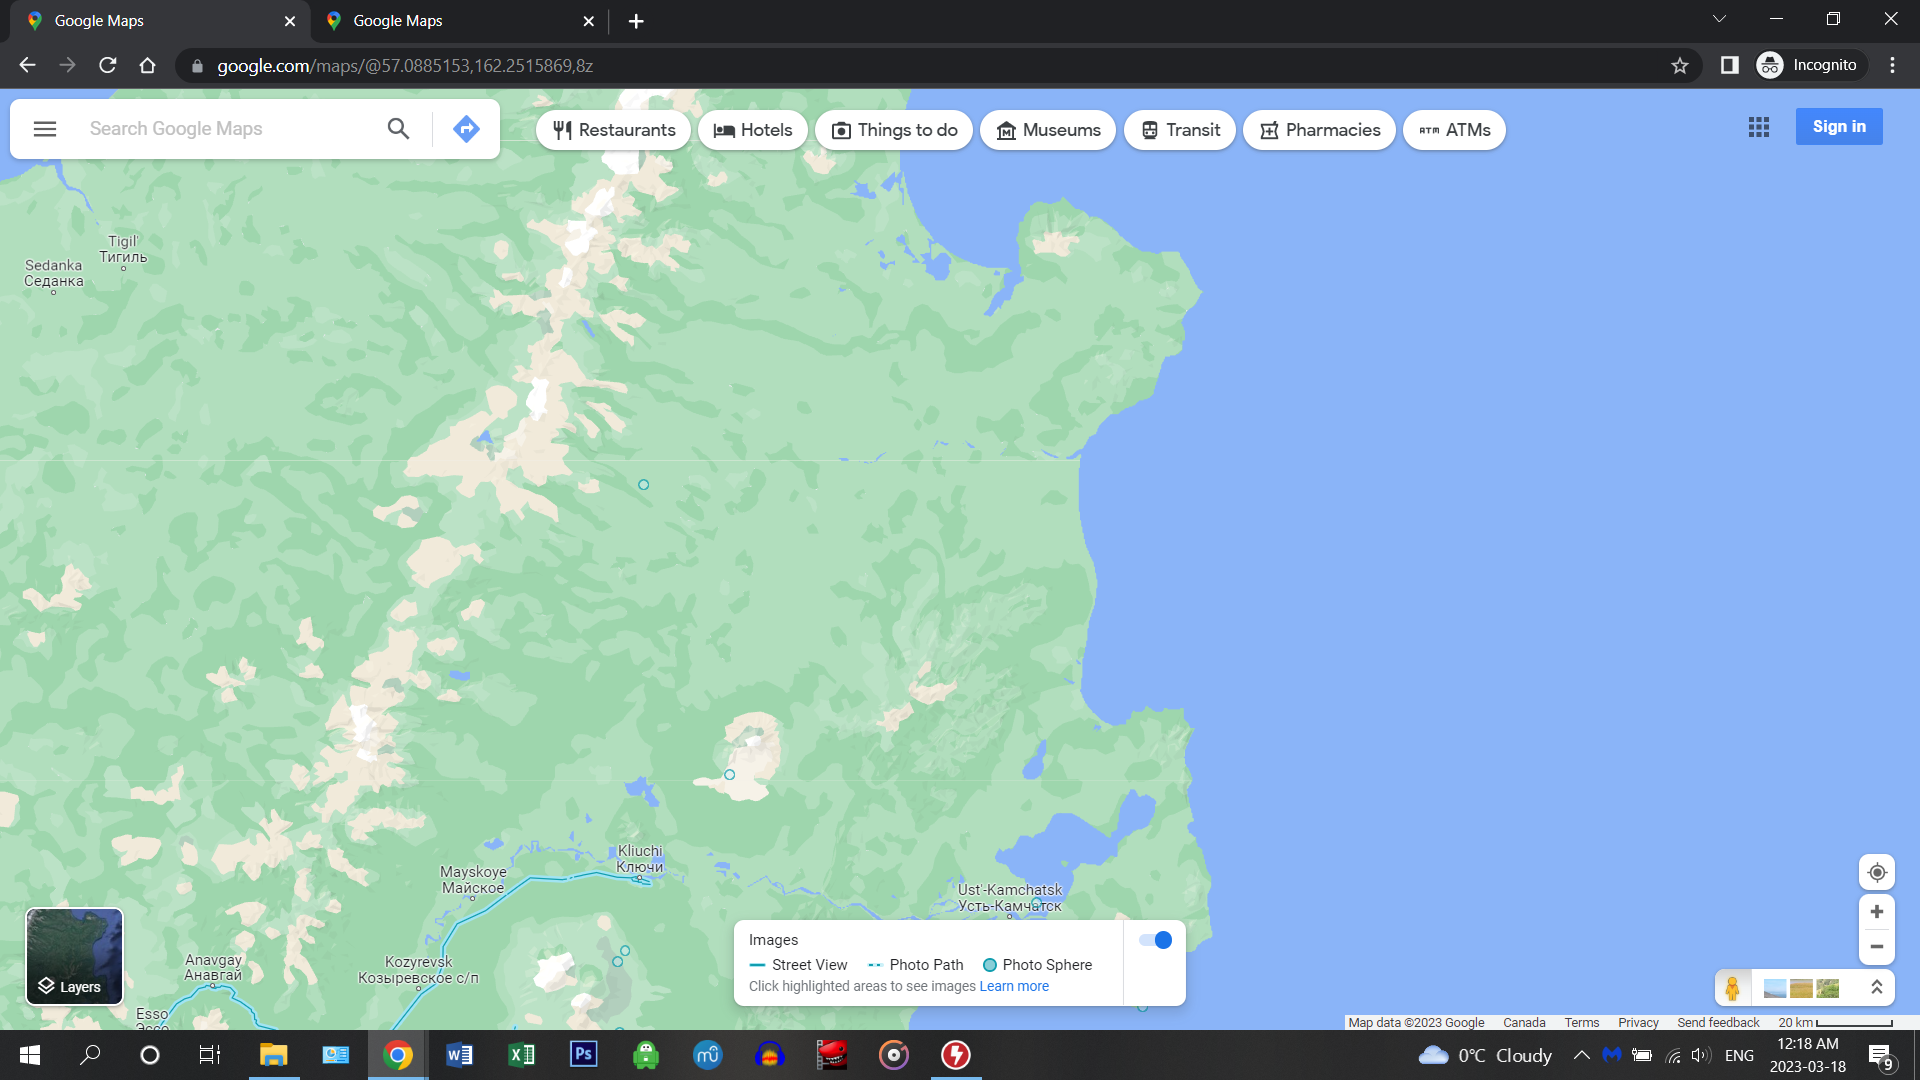 Google Maps
Google Maps
google.com/maps/@57.0885153,162.2515869,8z
Incognito
Search Google Maps
Restaurants
Hotels
Things to do
Museums
Transit
Pharmacies
ATM ATMs
Sign in
Tigil'
Тигиль
Sedanka
Седанка
Kliuchi
Ключи
Mayskoye
Майское
Ust'-Kamchatsk
Усть-Камчатск
Kozyrevsk
Козыревское с/п
Anavgay
Анавгай
Esso
Эссо
Layers
Images
Street View
Photo Path
Photo Sphere
Click highlighted areas to see images Learn more
Map data ©2023 Google
Canada
Terms
Privacy
Send feedback
20 km
0°C Cloudy
ENG
12:18 AM
2023-03-18
9
W
X
Ps
mu